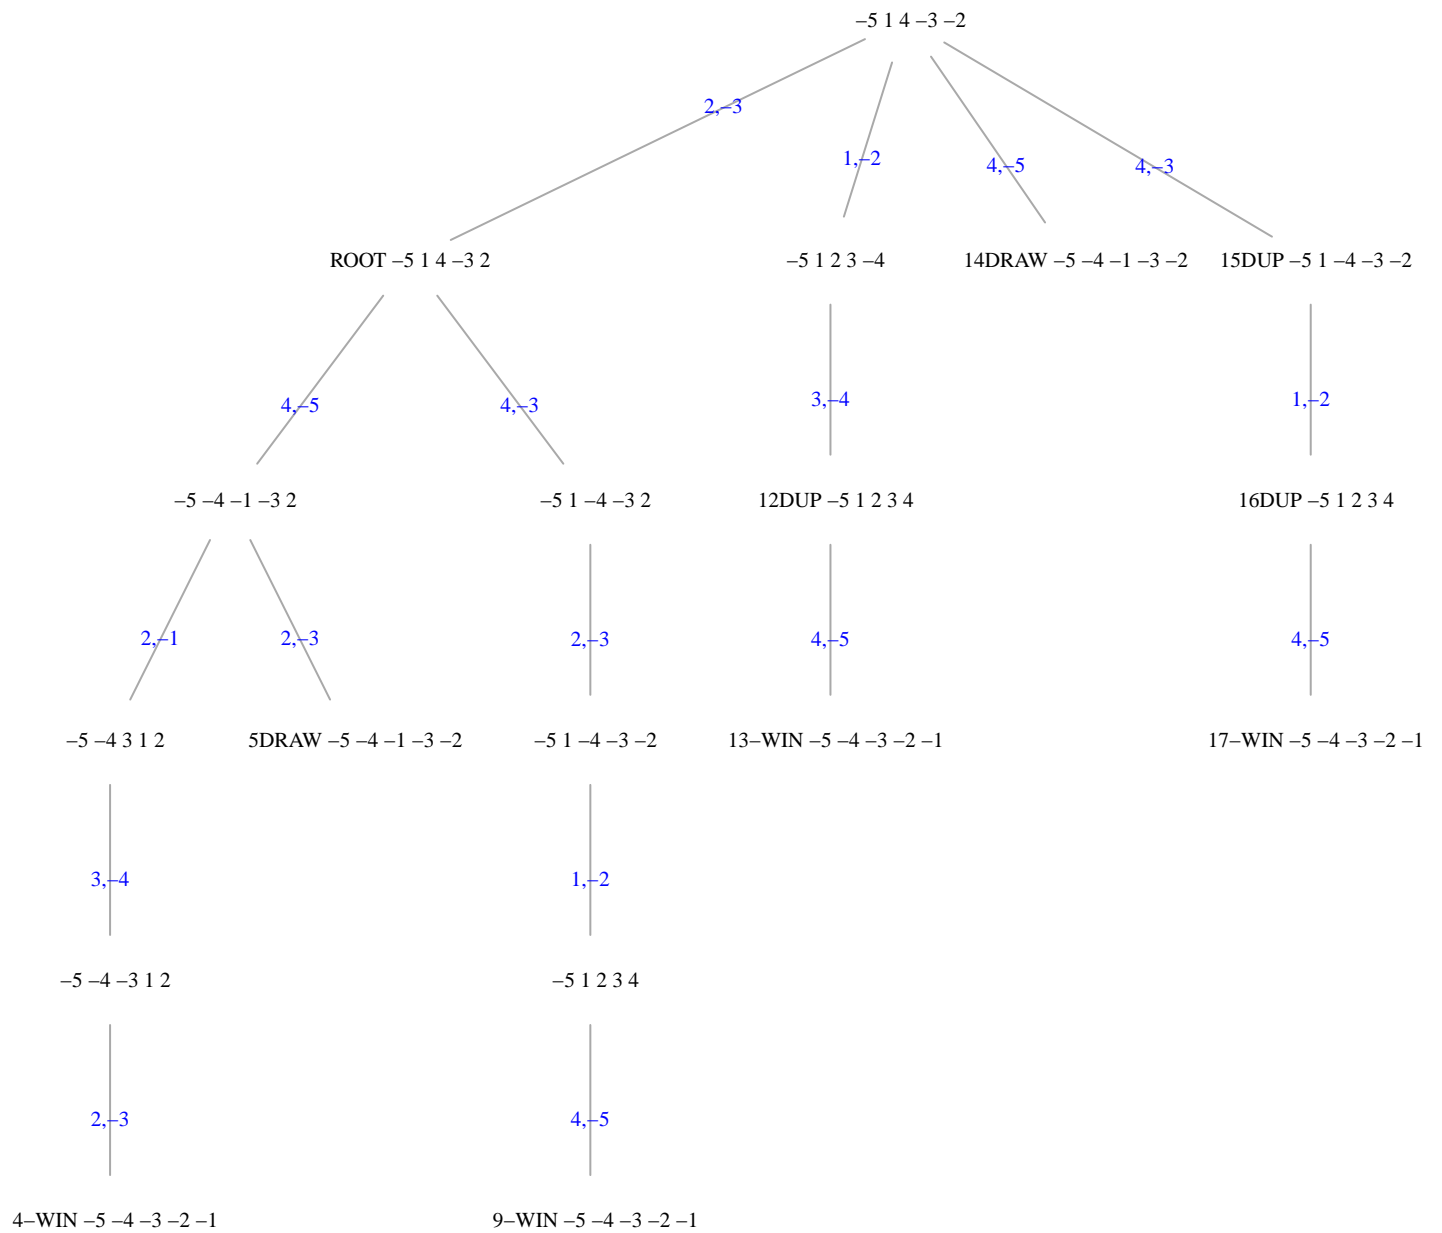 –5 1 4 –3 –2
2,–3
1,–2
4,–5
4,–3
ROOT –5 1 4 –3 2
–5 1 2 3 –4
14DRAW –5 –4 –1 –3 –2
15DUP –5 1 –4 –3 –2
4,–5
4,–3
3,–4
1,–2
–5 –4 –1 –3 2
–5 1 –4 –3 2
12DUP –5 1 2 3 4
16DUP –5 1 2 3 4
2,–1
2,–3
2,–3
4,–5
4,–5
–5 –4 3 1 2
5DRAW –5 –4 –1 –3 –2
–5 1 –4 –3 –2
13–WIN –5 –4 –3 –2 –1
17–WIN –5 –4 –3 –2 –1
3,–4
1,–2
–5 –4 –3 1 2
–5 1 2 3 4
2,–3
4,–5
4–WIN –5 –4 –3 –2 –1
9–WIN –5 –4 –3 –2 –1